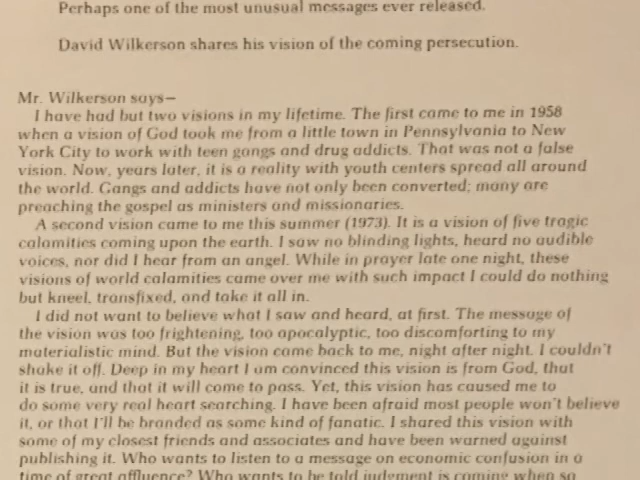 Perhaps one of the most unusual messages ever released.
David Wilkerson shares his vision of the coming persecution.
Mr. Wilkerson says—
I have had but two visions in my lifetime. The first came to me in 1958
when a vision of God took me from a little town in Pennsylvania to New
York City to work with teen gangs and drug addicts. That was not a false
vision. Now, years later, it is a reality with youth centers spread all around
the world. Gangs and addicts have not only been converted; many are
preaching the gospel as ministers and missionaries.
A second vision came to me this summer (1973). It is a vision of five tragic
calamities coming upon the earth. I saw no blinding lights, heard no audible
voices, nor did I hear from an angel. While in prayer late one night, these
visions of world calamities came over me with such impact I could do nothing
but kneel, transfixed, and take it all in.
I did not want to believe what I saw and heard, at first. The message of
the vision was too frightening, too apocalyptic, too discomforting to my
materialistic mind. But the vision came back to me, night after night. I couldn't
shake it off. Deep in my heart I am convinced this vision is from God, that
it is true, and that it will come to pass. Yet, this vision has caused me to
do some very real heart searching. I have been afraid most people won't believe
it, or that I'll be branded as some kind of fanatic. I shared this vision with
some of my closest friends and associates and have been warned against
publishing it. Who wants to listen to a message on economic confusion in a
time of great affluence? Who wants to be told judgment is coming when so